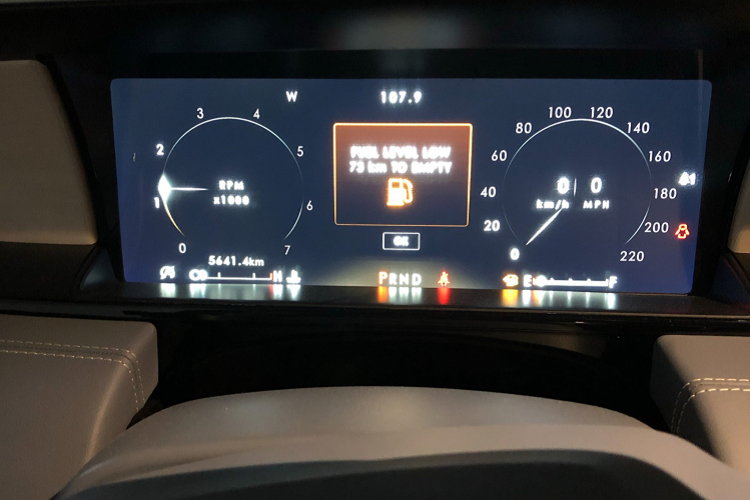 W
107.9
0
1
2
3
4
5
6
7
RPM
x1000
5641.4km
H
FUEL LEVEL LOW
73 km TO EMPTY
OK
PRND
0
20
40
60
80
100
120
140
160
180
200
220
0 0
km/h MPH
E F